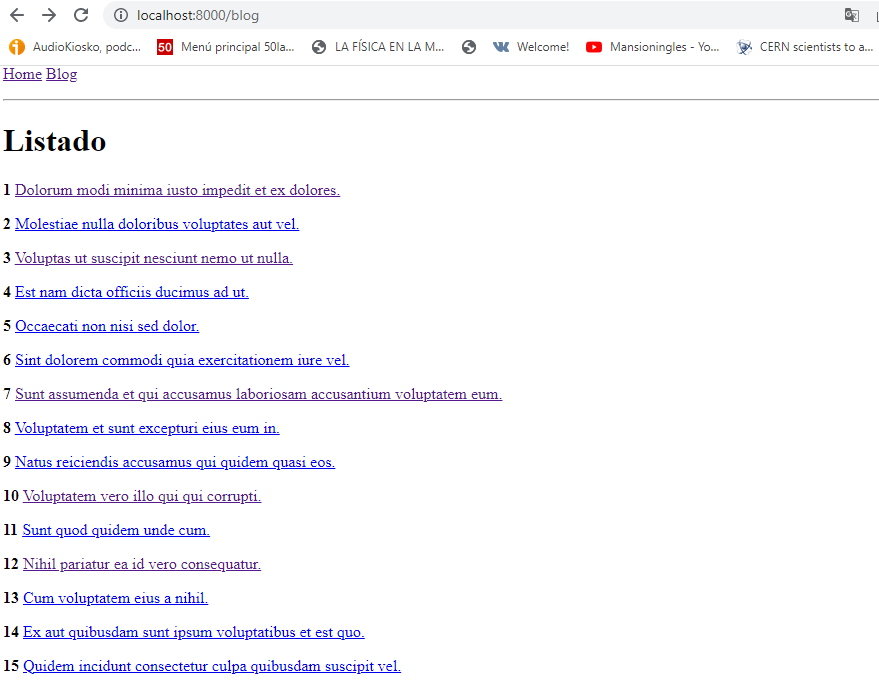 localhost:8000/blog
AudioKiosko, podc... 50 Menú principal 50la... LA FÍSICA EN LA M... Welcome! Mansioningles - Yo... CERN scientists to a...
Home Blog
Listado
1 Dolorum modi minima iusto impedit et ex dolores.
2 Molestiae nulla doloribus voluptates aut vel.
3 Voluptas ut suscipit nesciunt nemo ut nulla.
4 Est nam dicta officiis ducimus ad ut.
5 Occaecati non nisi sed dolor.
6 Sint dolorem commodi quia exercitationem iure vel.
7 Sunt assumenda et qui accusamus laboriosam accusantium voluptatem eum.
8 Voluptatem et sunt excepturi eius eum in.
9 Natus reiciendis accusamus qui quidem quasi eos.
10 Voluptatem vero illo qui qui corrupti.
11 Sunt quod quidem unde cum.
12 Nihil pariatur ea id vero consequatur.
13 Cum voluptatem eius a nihil.
14 Ex aut quibusdam sunt ipsum voluptatibus et est quo.
15 Quidem incidunt consectetur culpa quibusdam suscipit vel.